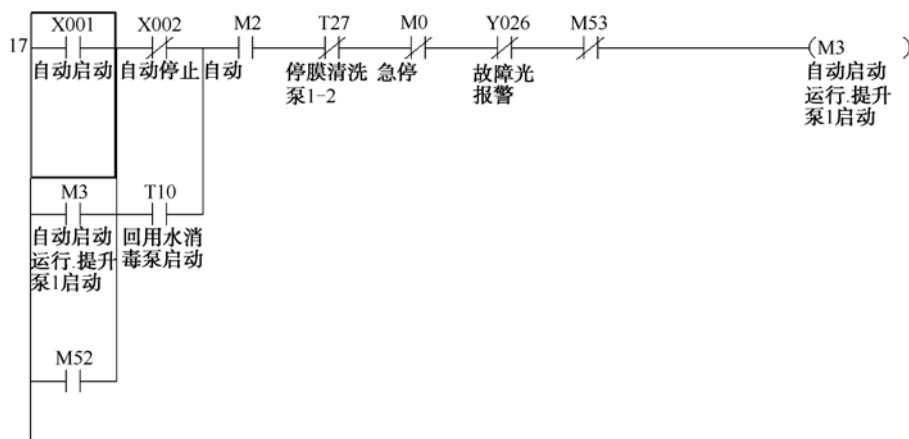 X001 X002 M2 T27 M0 Y026 M53
17 (M3
自动启动 自动停止 自动 停膜清洗 急停 故障光 自动启动
泵1-2 报警 运行.提升
泵1启动
M3 T10
自动启动 回用水消
运行.提升 毒泵启动
泵1启动
M52